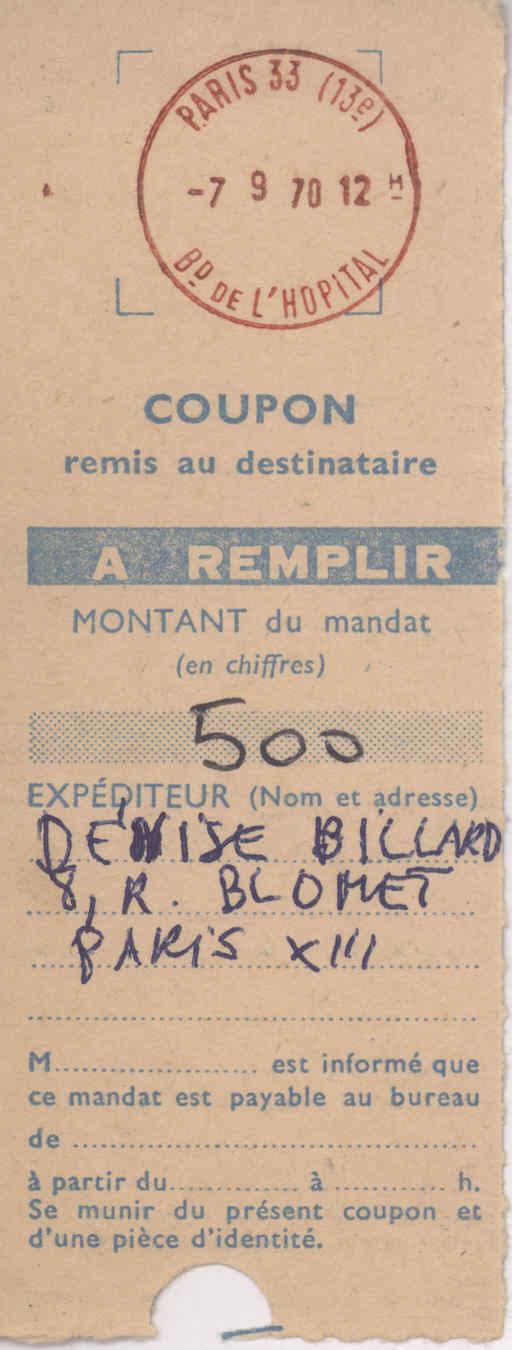 PARIS 33 (13e)
-7 9 70 12 H
Bd DE L'HOPITAL
COUPON
remis au destinataire
A REMPLIR
MONTANT du mandat
(en chiffres)
500
EXPÉDITEUR (Nom et adresse)
DÉNISE BILLARD
8, R. BLOMET
PARIS XIII
M...................... est informé que
ce mandat est payable au bureau
de ..........................................
à partir du.............. à ............ h.
Se munir du présent coupon et
d'une pièce d'identité.